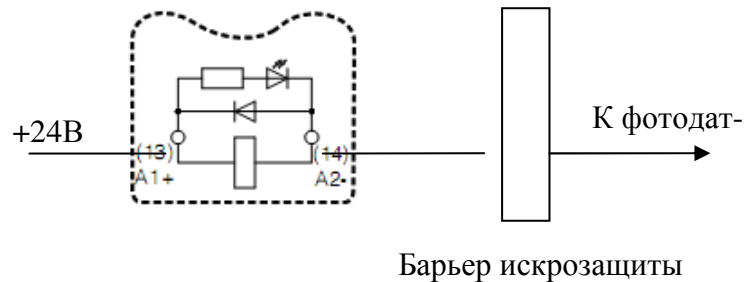 +24В
(13)
A1+
(14)
A2-
К фотодат-
Барьер искрозащиты